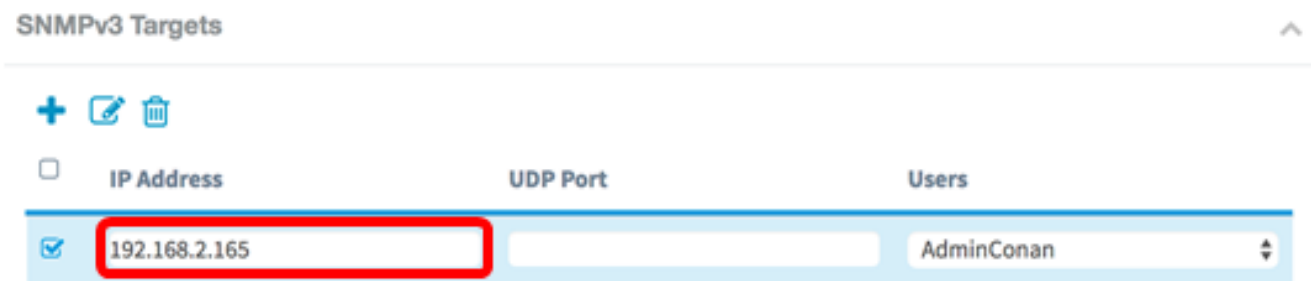 SNMPv3 Targets
IP Address UDP Port Users
192.168.2.165 AdminConan